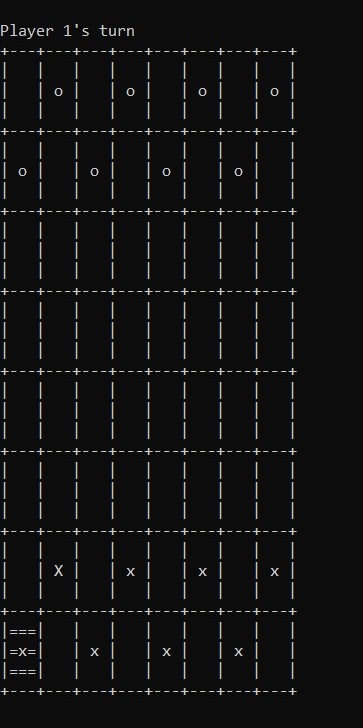 Player 1's turn
+---+---+---+---+---+---+---+---+
|   |   |   |   |   |   |   |   |
|   | o |   | o |   | o |   | o |
|   |   |   |   |   |   |   |   |
+---+---+---+---+---+---+---+---+
|   |   |   |   |   |   |   |   |
| o |   | o |   | o |   | o |   |
|   |   |   |   |   |   |   |   |
+---+---+---+---+---+---+---+---+
|   |   |   |   |   |   |   |   |
|   |   |   |   |   |   |   |   |
|   |   |   |   |   |   |   |   |
+---+---+---+---+---+---+---+---+
|   |   |   |   |   |   |   |   |
|   |   |   |   |   |   |   |   |
|   |   |   |   |   |   |   |   |
+---+---+---+---+---+---+---+---+
|   |   |   |   |   |   |   |   |
|   |   |   |   |   |   |   |   |
|   |   |   |   |   |   |   |   |
+---+---+---+---+---+---+---+---+
|   |   |   |   |   |   |   |   |
|   |   |   |   |   |   |   |   |
|   |   |   |   |   |   |   |   |
+---+---+---+---+---+---+---+---+
|   |   |   |   |   |   |   |   |
|   | X |   | x |   | x |   | x |
|   |   |   |   |   |   |   |   |
+---+---+---+---+---+---+---+---+
|===|   |   |   |   |   |   |   |
|=x=|   | x |   | x |   | x |   |
|===|   |   |   |   |   |   |   |
+---+---+---+---+---+---+---+---+